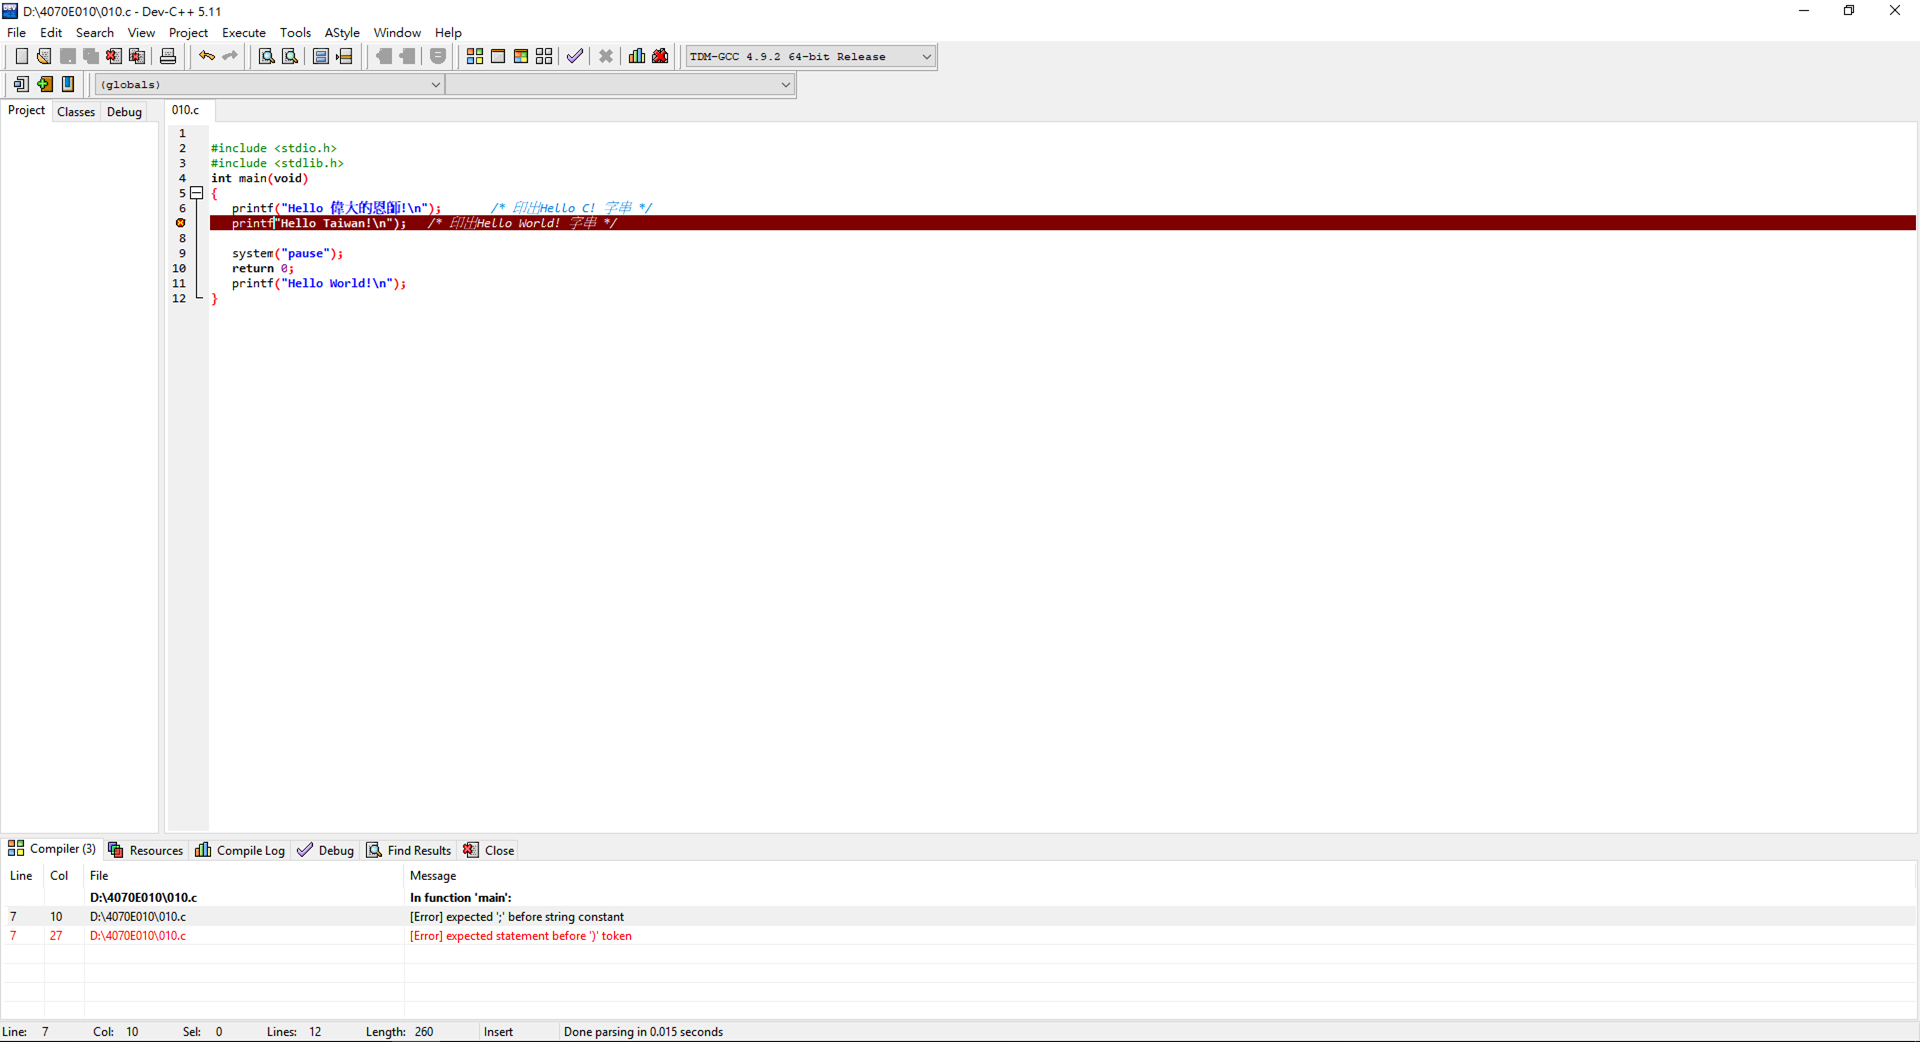 D:\4070E010\010.c - Dev-C++ 5.11
File Edit Search View Project Execute Tools AStyle Window Help
TDM-GCC 4.9.2 64-bit Release
(globals)
Project Classes Debug 010.c
1
2 #include <stdio.h>
3 #include <stdlib.h>
4 int main(void)
5 {
6 printf("Hello 偉大的恩師!\n"); /* 印出Hello C! 字串 */
printf"Hello Taiwan!\n"); /* 印出Hello World! 字串 */
8
9 system("pause");
10 return 0;
11 printf("Hello World!\n");
12 }
Compiler (3) Resources Compile Log Debug Find Results Close
Line Col File Message
D:\4070E010\010.c In function 'main':
7 10 D:\4070E010\010.c [Error] expected ';' before string constant
7 27 D:\4070E010\010.c [Error] expected statement before ')' token
Line: 7 Col: 10 Sel: 0 Lines: 12 Length: 260 Insert Done parsing in 0.015 seconds